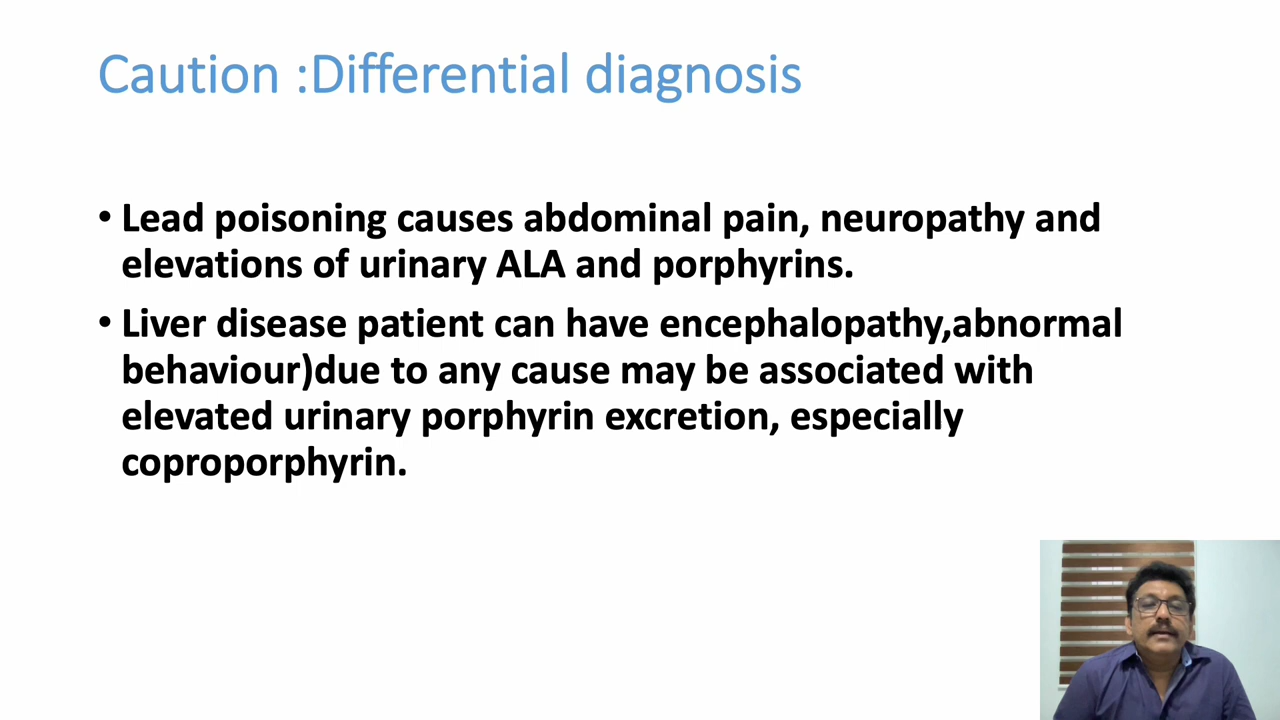 Caution :Differential diagnosis
• Lead poisoning causes abdominal pain, neuropathy and
elevations of urinary ALA and porphyrins.
• Liver disease patient can have encephalopathy,abnormal
behaviour)due to any cause may be associated with
elevated urinary porphyrin excretion, especially
coproporphyrin.